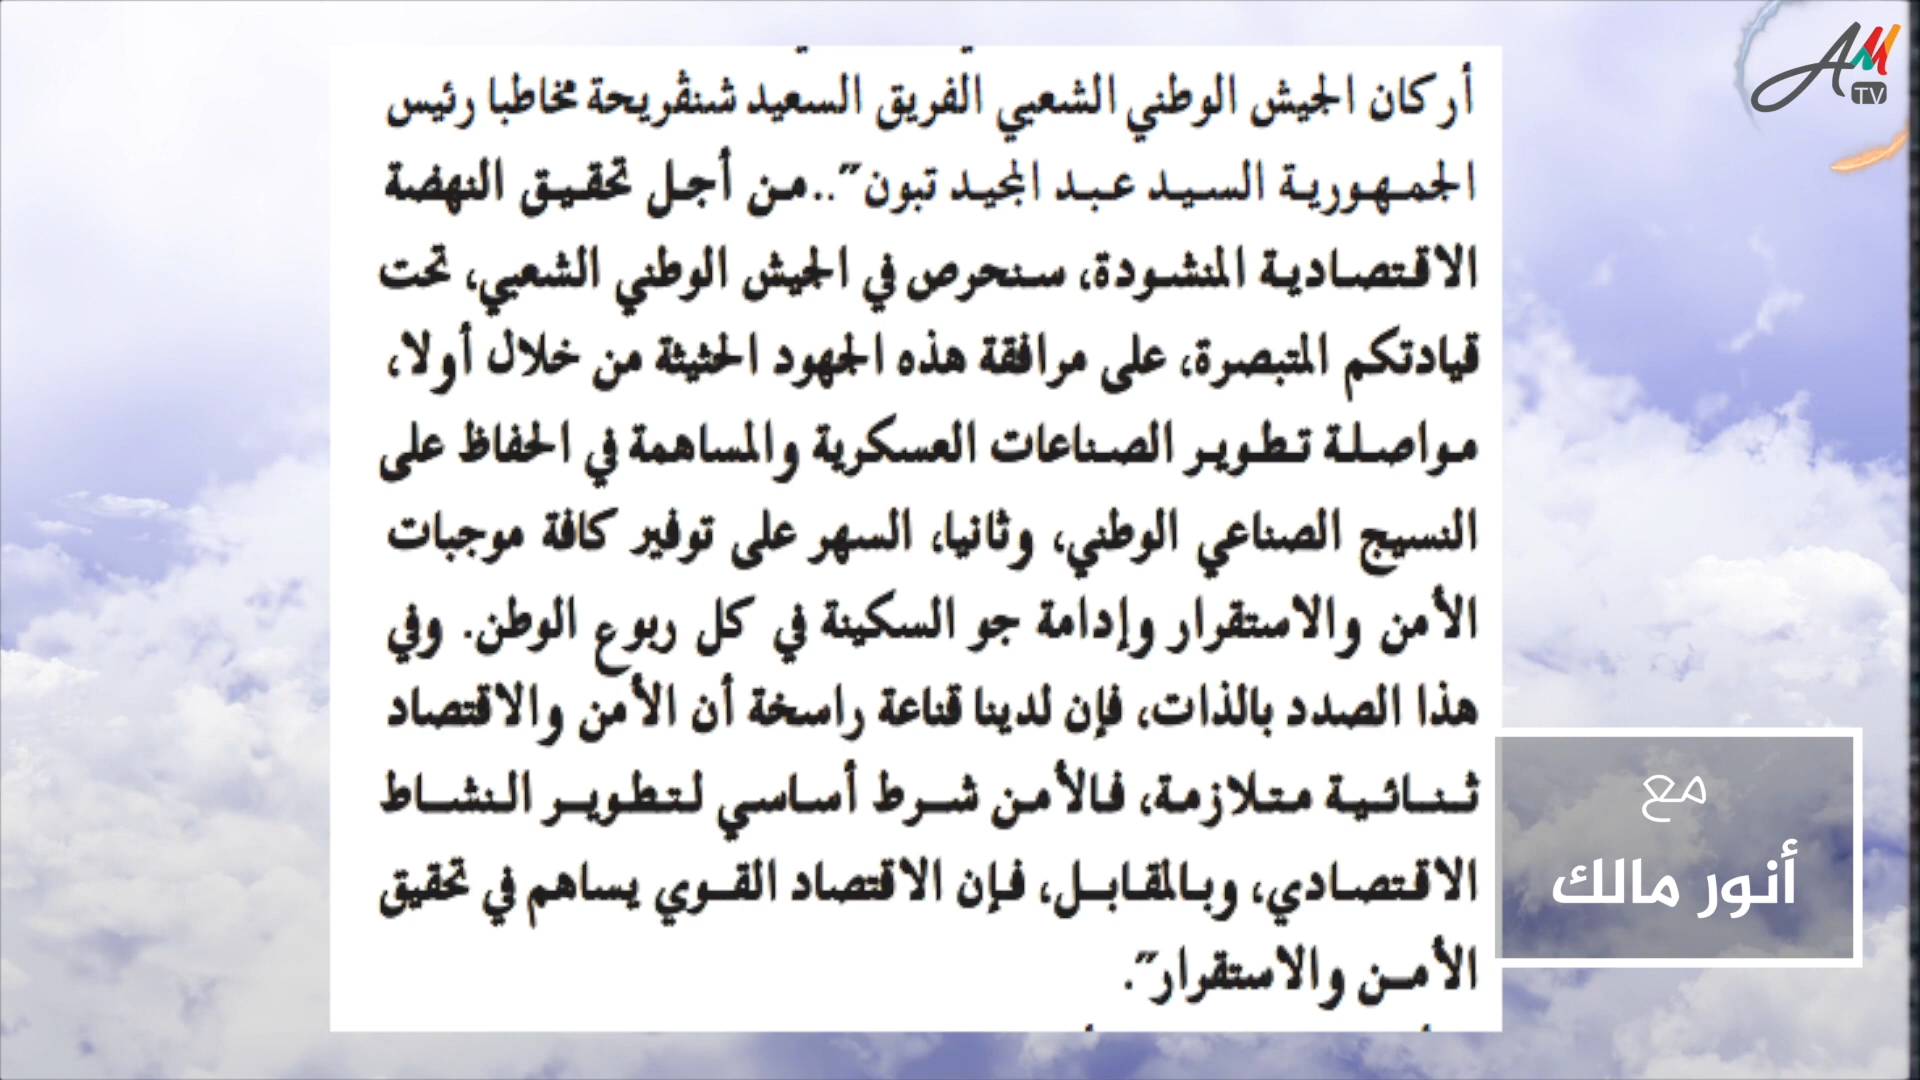 أركان الجيش الوطني الشعبي الفريق السعيد شنڤريحة مخاطبا رئيس
الجمهورية السيد عبد المجيد تبون "..من أجل تحقيق النهضة
الاقتصادية المنشودة، سنحرص في الجيش الوطني الشعبي، تحت
قيادتكم المتبصرة، على مرافقة هذه الجهود الحثيثة من خلال أولا،
مواصلة تطوير الصناعات العسكرية والمساهمة في الحفاظ على
النسيج الصناعي الوطني، وثانيا، السهر على توفير كافة موجبات
الأمن والاستقرار وإدامة جو السكينة في كل ربوع الوطن. وفي
هذا الصدد بالذات، فإن لدينا قناعة راسخة أن الأمن والاقتصاد
ثنائية متلازمة، فالأمن شرط أساسي لتطوير النشاط
الاقتصادي، وبالمقابل، فإن الاقتصاد القوي يساهم في تحقيق
الأمن والاستقرار".
مع
أنور مالك
AM
TV